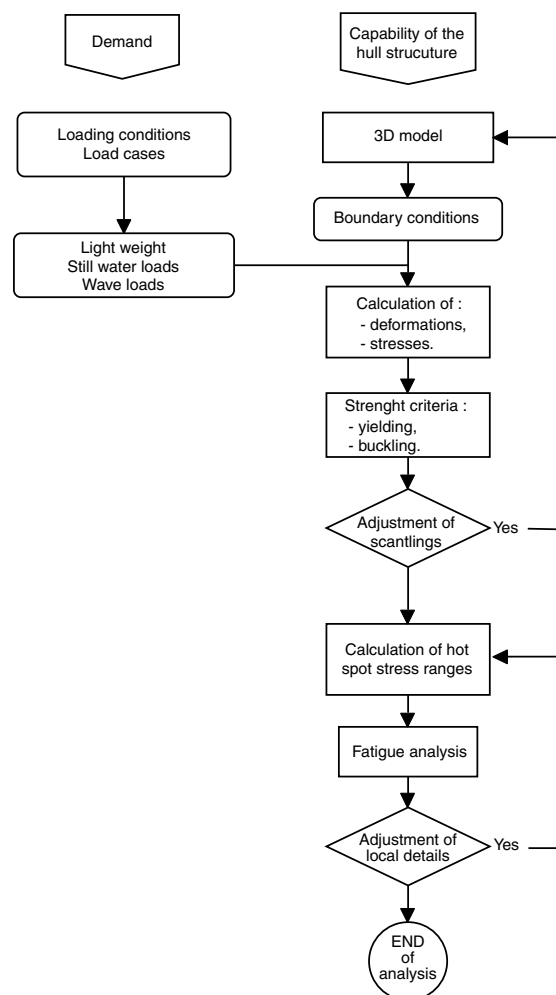 Demand
Capability of the
hull strucuture
Loading conditions
Load cases
3D model
Boundary conditions
Light weight
Still water loads
Wave loads
Calculation of :
- deformations,
- stresses.
Strenght criteria :
- yielding,
- buckling.
Adjustment of
scantlings
Yes
Calculation of hot
spot stress ranges
Fatigue analysis
Adjustment of
local details
Yes
END
of
analysis